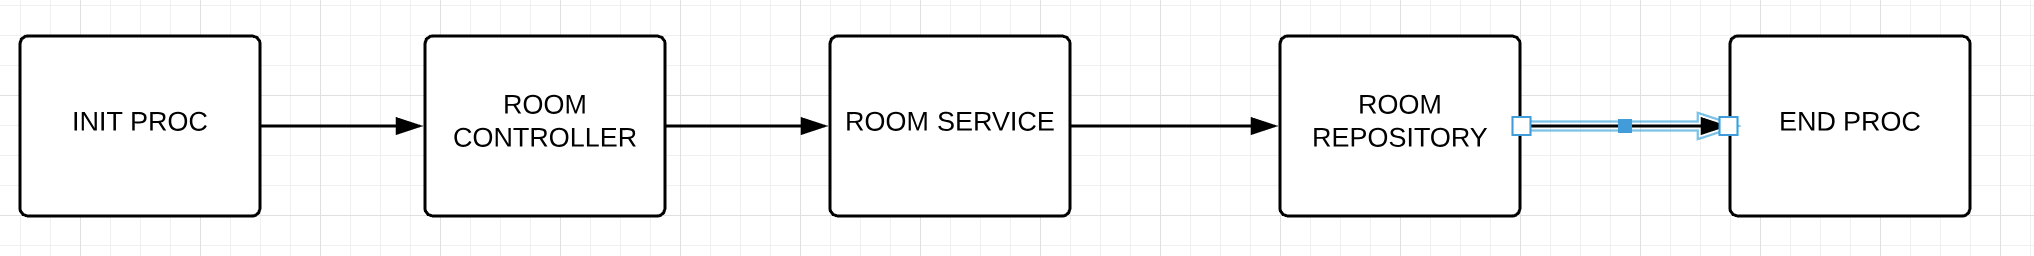 INIT PROC
ROOM
CONTROLLER
ROOM SERVICE
ROOM
REPOSITORY
END PROC